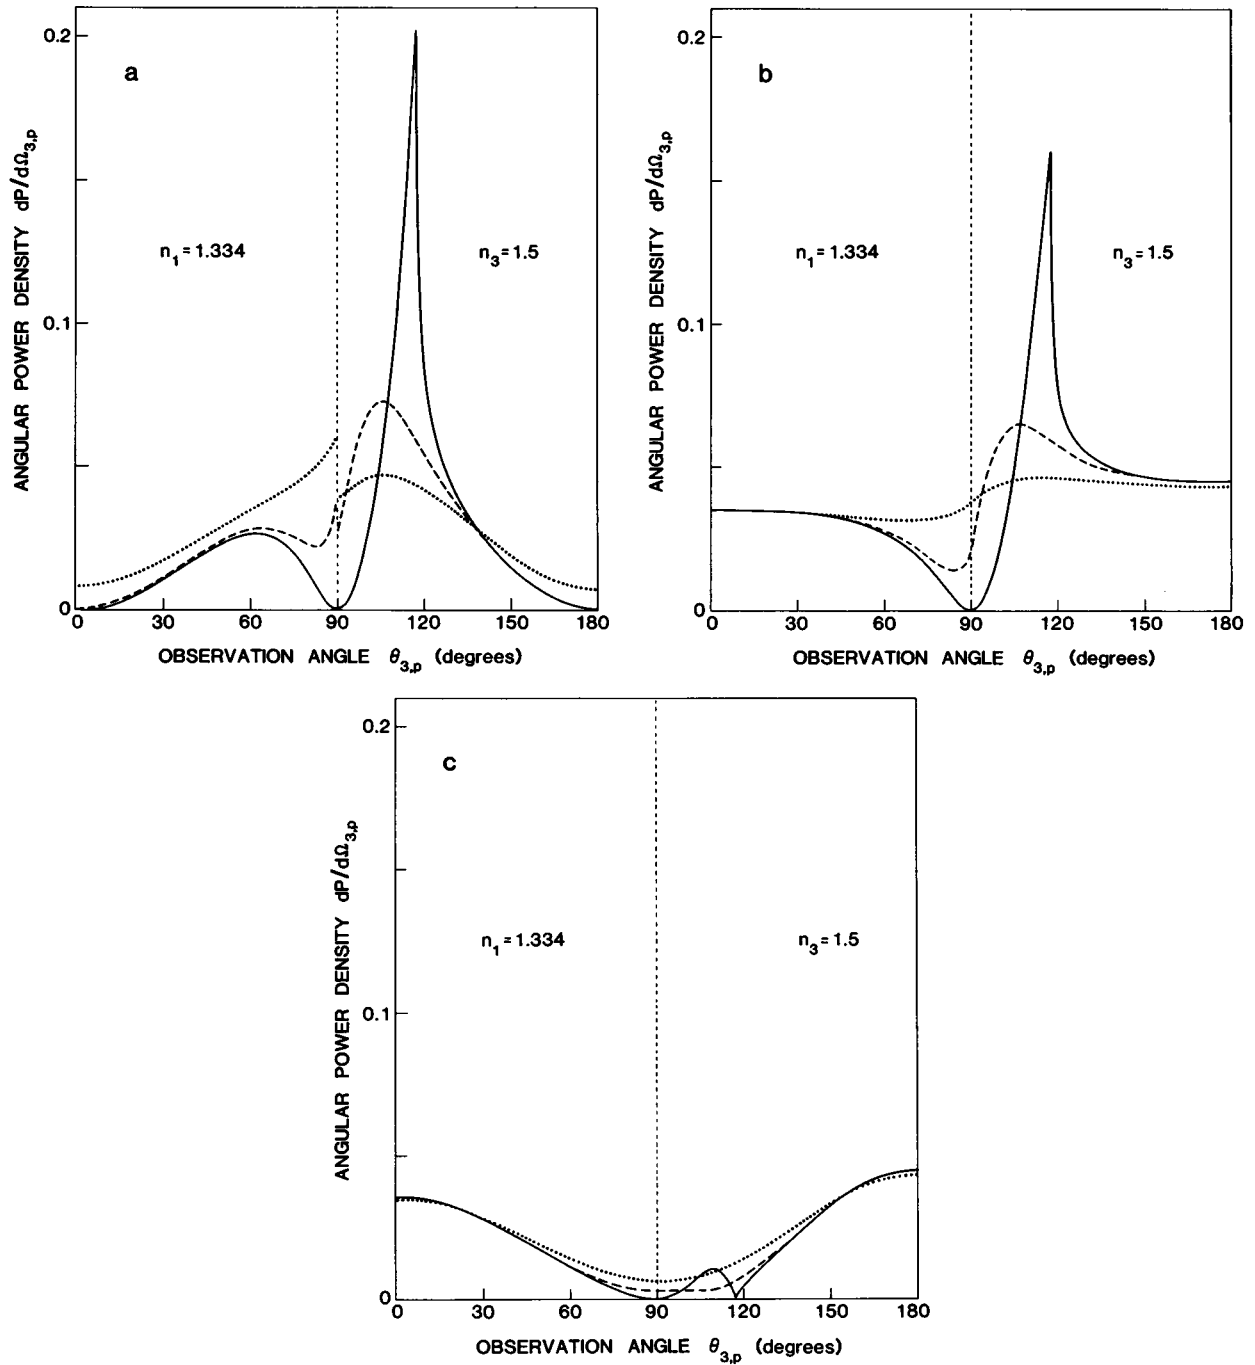 a
ANGULAR POWER DENSITY dP/dΩ3,p
0.2
0.1
0
n1 = 1.334
n3 = 1.5
0 30 60 90 120 150 180
OBSERVATION ANGLE θ3,p (degrees)
b
ANGULAR POWER DENSITY dP/dΩ3,p
0.2
0.1
0
n1 = 1.334
n3 = 1.5
0 30 60 90 120 150 180
OBSERVATION ANGLE θ3,p (degrees)
c
ANGULAR POWER DENSITY dP/dΩ3,p
0.2
0.1
0
n1 = 1.334
n3 = 1.5
0 30 60 90 120 150 180
OBSERVATION ANGLE θ3,p (degrees)